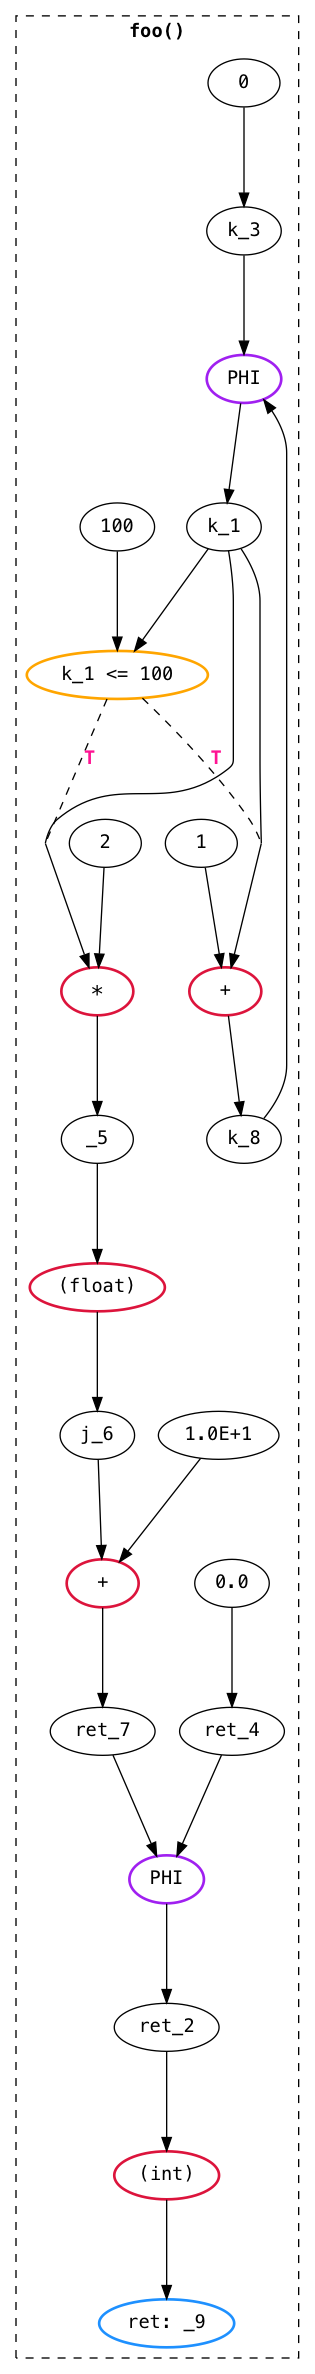 foo()
0
k_3
PHI
100
k_1
k_1 <= 100
T
T
2
1
*
+
_5
k_8
(float)
j_6
1.0E+1
+
0.0
ret_7
ret_4
PHI
ret_2
(int)
ret: _9